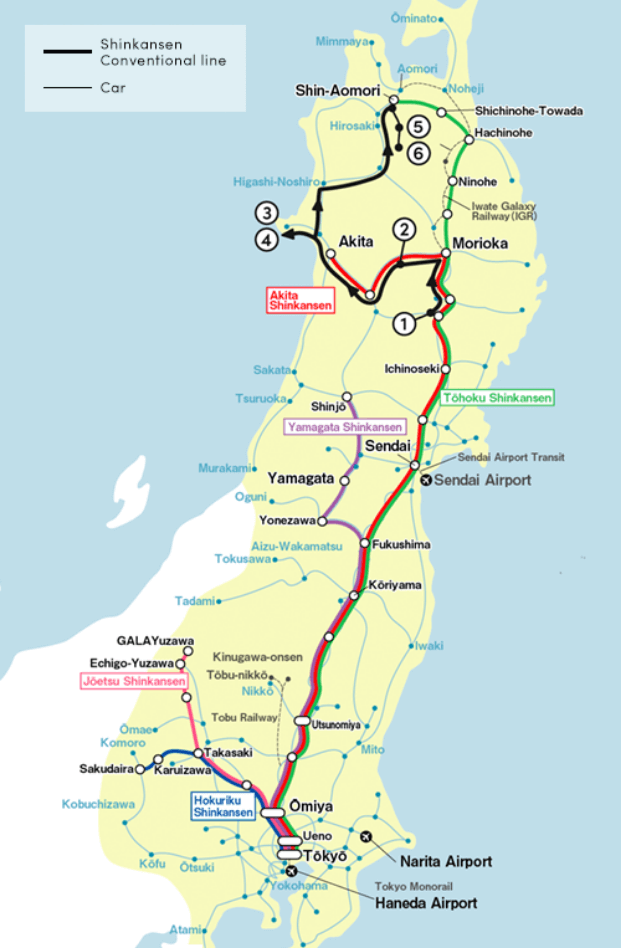 Shinkansen
Conventional line
Car
Ōminato
Mimmaya
Aomori
Shin-Aomori
Noheji
Shichinohe-Towada
Hirosaki
⑤
⑥
Hachinohe
Higashi-Noshiro
Ninohe
③
④
Iwate Galaxy
Railway(IGR)
②
Akita
Morioka
Akita
Shinkansen
①
Ichinoseki
Sakata
Tsuruoka
Shinjō
Tōhoku Shinkansen
Yamagata Shinkansen
Sendai
Sendai Airport Transit
Murakami
Yamagata
Sendai Airport
Oguni
Yonezawa
Aizu-Wakamatsu
Fukushima
Tokusawa
Kōriyama
Tadami
GALAYuzawa
Iwaki
Echigo-Yuzawa
Kinugawa-onsen
Jōetsu Shinkansen
Tōbu-nikkō
Nikkō
Tobu Railway
Utsunomiya
Ōmae
Komoro
Takasaki
Mito
Sakudaira
Karuizawa
Kobuchizawa
Hokuriku
Shinkansen
Ōmiya
Ueno
Tōkyō
Kōfu
Ōtsuki
Narita Airport
Yokohama
Tokyo Monorail
Haneda Airport
Atami